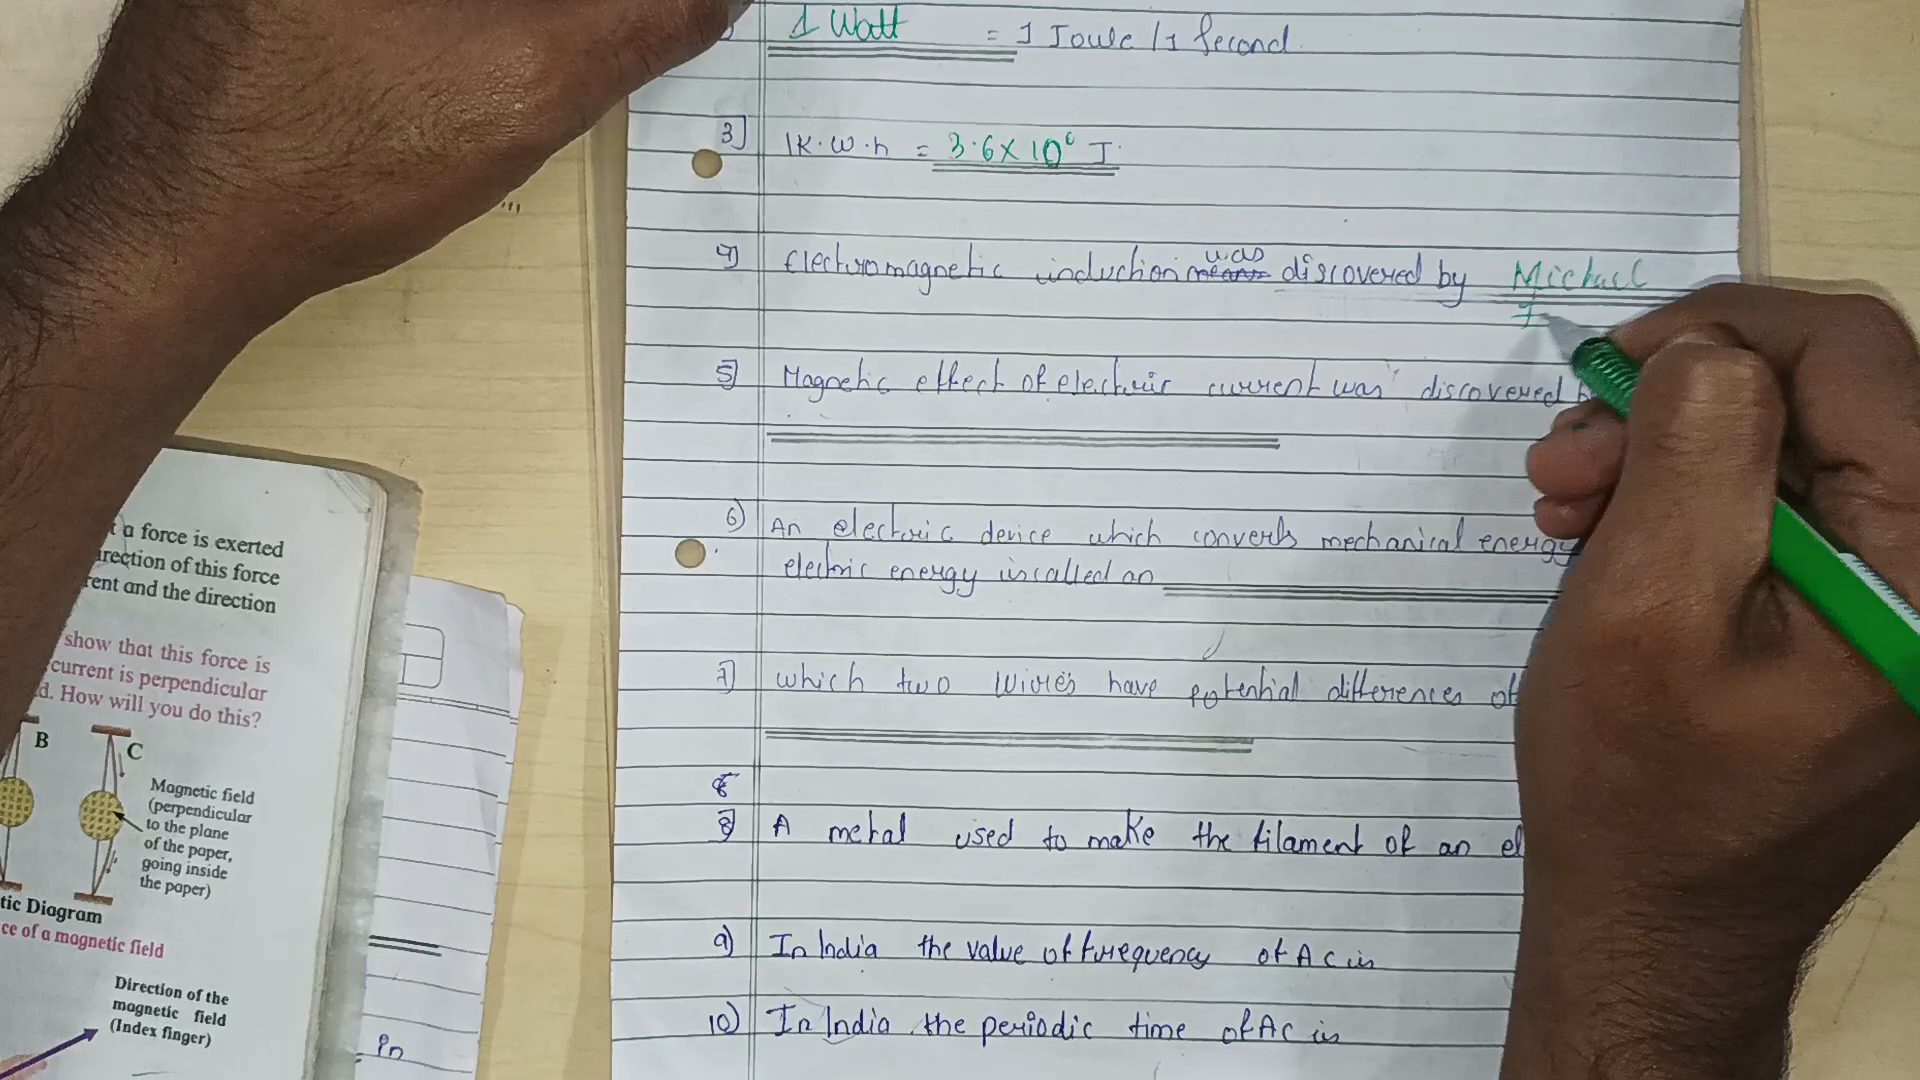 1 Watt = 1 Joule /1 Second.
3] 1K.W.h = 3.6 X 10⁶ J.
4) Electromagnetic induction was discovered by Michael
F
5] Magnetic effect of electric current was discovered
6) An electric device which converts mechanical energy
electric energy is called an
7] which two wires have potential differences of
8] A metal used to make the filament of an el
9) In India the value of frequency of AC is
10) In India the periodic time of AC is
a force is exerted
irection of this force
rent and the direction
show that this force is
current is perpendicular
d. How will you do this?
B C
Magnetic field
(perpendicular
to the plane
of the paper,
going inside
the paper)
tic Diagram
ce of a magnetic field
Direction of the
magnetic field
(Index finger)
in